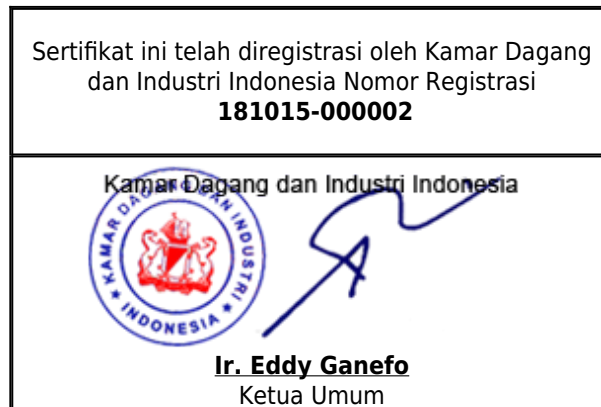 Sertifikat ini telah diregistrasi oleh Kamar Dagang
dan Industri Indonesia Nomor Registrasi
181015-000002
Kamar Dagang dan Industri Indonesia
KAMAR DAGANG DAN INDUSTRI
★ INDONESIA ★
Ir. Eddy Ganefo
Ketua Umum